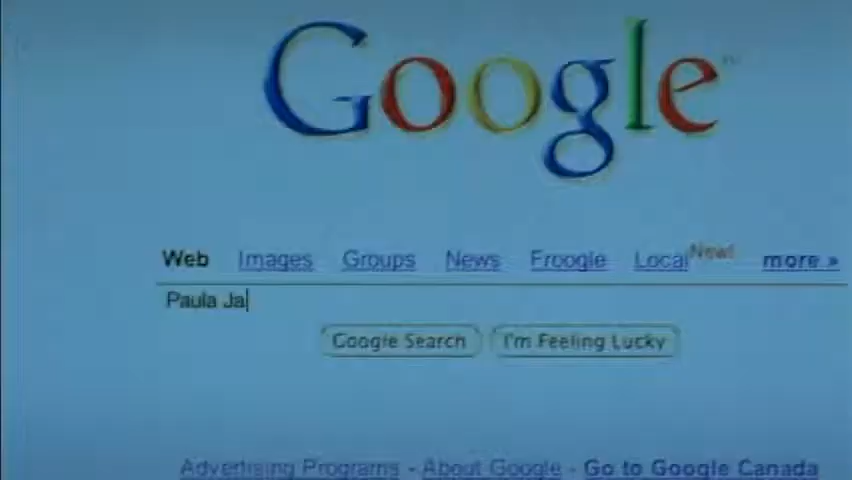 Google
Web Images Groups News Froogle Local New! more »
Paula Ja
Google Search I'm Feeling Lucky
Advertising Programs - About Google - Go to Google Canada